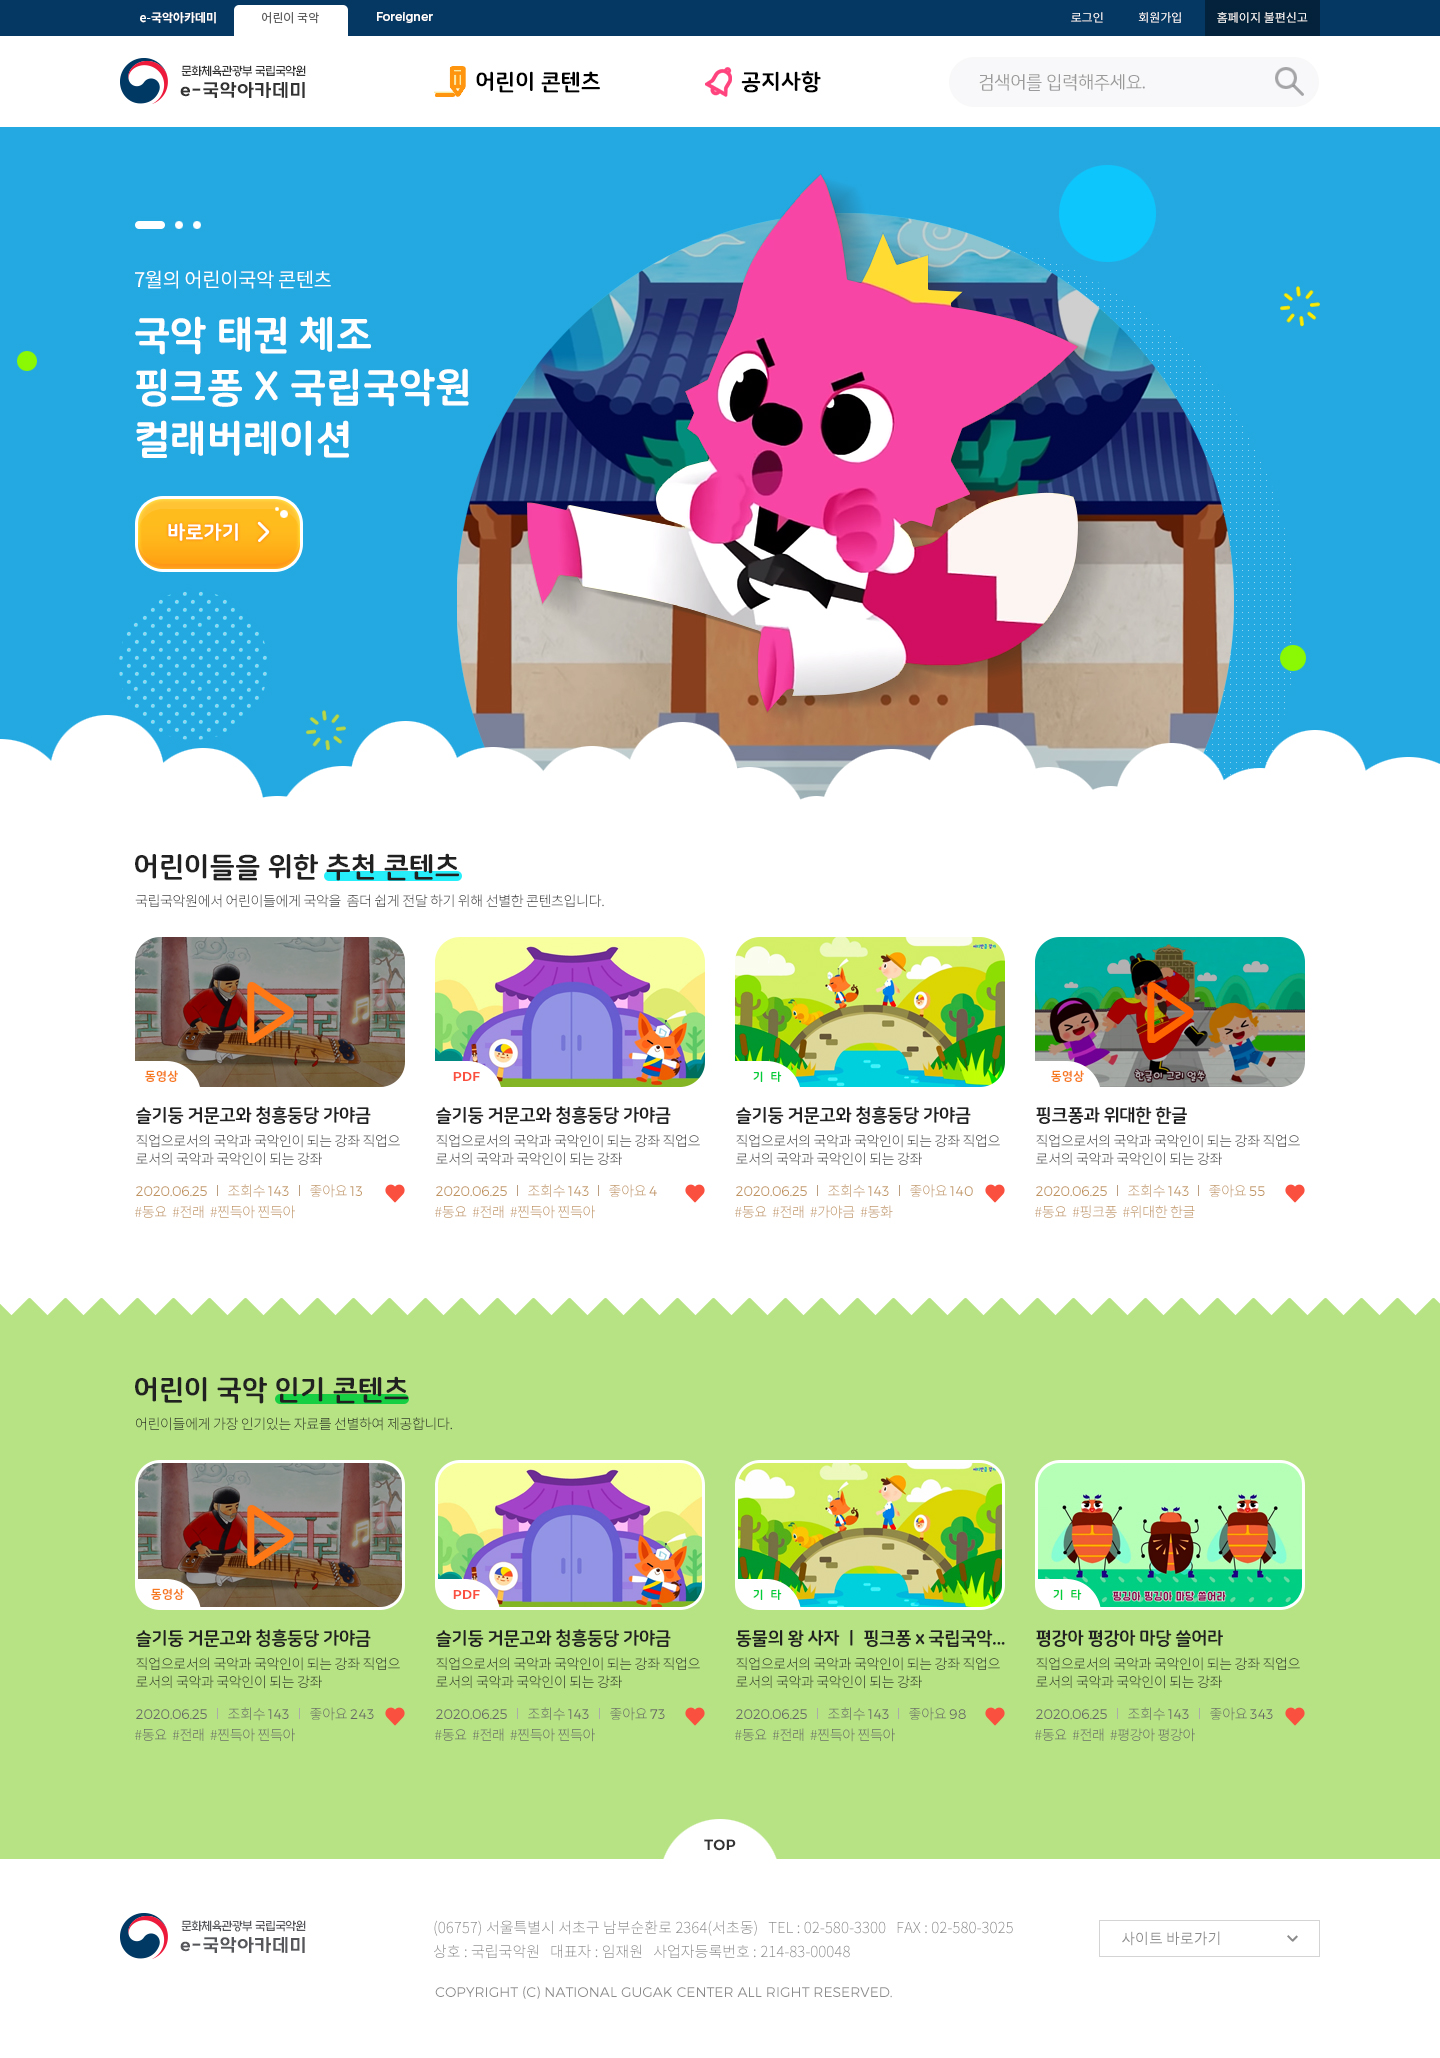 e-국악아카데미
어린이 국악
Foreigner
로그인
회원가입
홈페이지 불편신고
문화체육관광부 국립국악원
e-국악아카데미
어린이 콘텐츠
공지사항
검색어를 입력해주세요.
7월의 어린이국악 콘텐츠
국악 태권 체조
핑크퐁 X 국립국악원
컬래버레이션
바로가기
어린이들을 위한 추천 콘텐츠
국립국악원에서 어린이들에게 국악을 좀더 쉽게 전달 하기 위해 선별한 콘텐츠입니다.
동영상
슬기둥 거문고와 청흥둥당 가야금
직업으로서의 국악과 국악인이 되는 강좌 직업으
로서의 국악과 국악인이 되는 강좌
2020.06.25 | 조회수 143 | 좋아요 13
#동요 #전래 #찐득아 찐득아
PDF
슬기둥 거문고와 청흥둥당 가야금
직업으로서의 국악과 국악인이 되는 강좌 직업으
로서의 국악과 국악인이 되는 강좌
2020.06.25 | 조회수 143 | 좋아요 4
#동요 #전래 #찐득아 찐득아
기 타
슬기둥 거문고와 청흥둥당 가야금
직업으로서의 국악과 국악인이 되는 강좌 직업으
로서의 국악과 국악인이 되는 강좌
2020.06.25 | 조회수 143 | 좋아요 140
#동요 #전래 #가야금 #동화
동영상
핑크퐁과 위대한 한글
직업으로서의 국악과 국악인이 되는 강좌 직업으
로서의 국악과 국악인이 되는 강좌
2020.06.25 | 조회수 143 | 좋아요 55
#동요 #핑크퐁 #위대한 한글
어린이 국악 인기 콘텐츠
어린이들에게 가장 인기있는 자료를 선별하여 제공합니다.
동영상
슬기둥 거문고와 청흥둥당 가야금
직업으로서의 국악과 국악인이 되는 강좌 직업으
로서의 국악과 국악인이 되는 강좌
2020.06.25 | 조회수 143 | 좋아요 243
#동요 #전래 #찐득아 찐득아
PDF
슬기둥 거문고와 청흥둥당 가야금
직업으로서의 국악과 국악인이 되는 강좌 직업으
로서의 국악과 국악인이 되는 강좌
2020.06.25 | 조회수 143 | 좋아요 73
#동요 #전래 #찐득아 찐득아
기 타
동물의 왕 사자 | 핑크퐁 x 국립국악...
직업으로서의 국악과 국악인이 되는 강좌 직업으
로서의 국악과 국악인이 되는 강좌
2020.06.25 | 조회수 143 | 좋아요 98
#동요 #전래 #찐득아 찐득아
핑깅아 핑깅아 마당 쓸어라
기 타
평강아 평강아 마당 쓸어라
직업으로서의 국악과 국악인이 되는 강좌 직업으
로서의 국악과 국악인이 되는 강좌
2020.06.25 | 조회수 143 | 좋아요 343
#동요 #전래 #평강아 평강아
TOP
문화체육관광부 국립국악원
e-국악아카데미
(06757) 서울특별시 서초구 남부순환로 2364(서초동) TEL : 02-580-3300 FAX : 02-580-3025
상호 : 국립국악원 대표자 : 임재원 사업자등록번호 : 214-83-00048
COPYRIGHT (C) NATIONAL GUGAK CENTER ALL RIGHT RESERVED.
사이트 바로가기